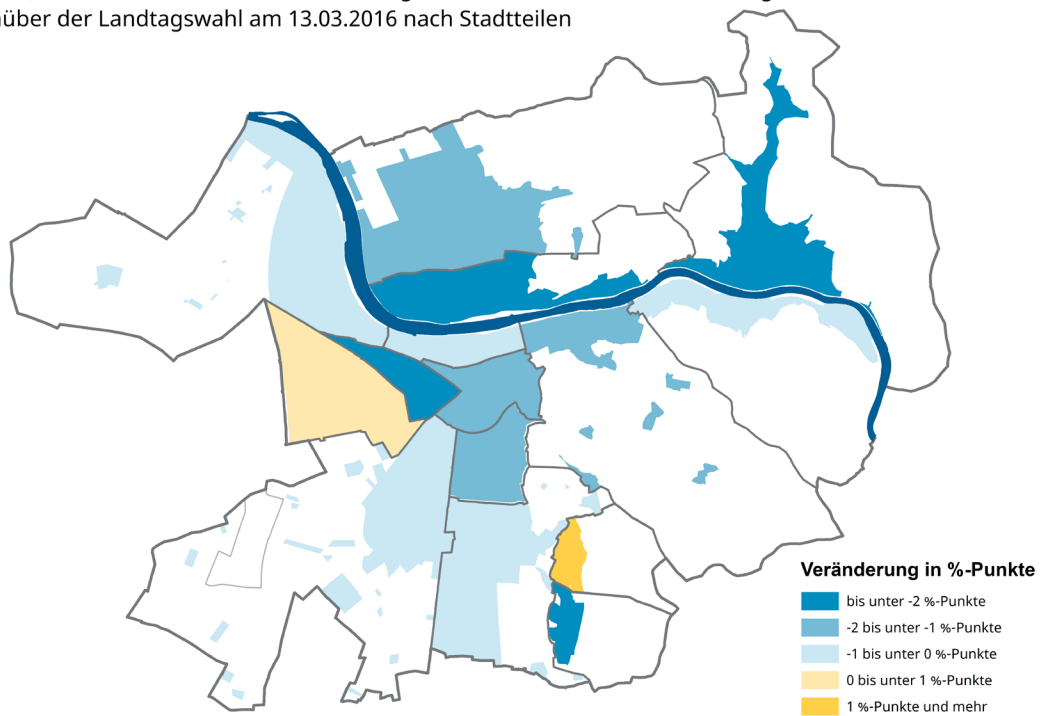 nüber der Landtagswahl am 13.03.2016 nach Stadtteilen
Veränderung in %-Punkte
bis unter -2 %-Punkte
-2 bis unter -1 %-Punkte
-1 bis unter 0 %-Punkte
0 bis unter 1 %-Punkte
1 %-Punkte und mehr